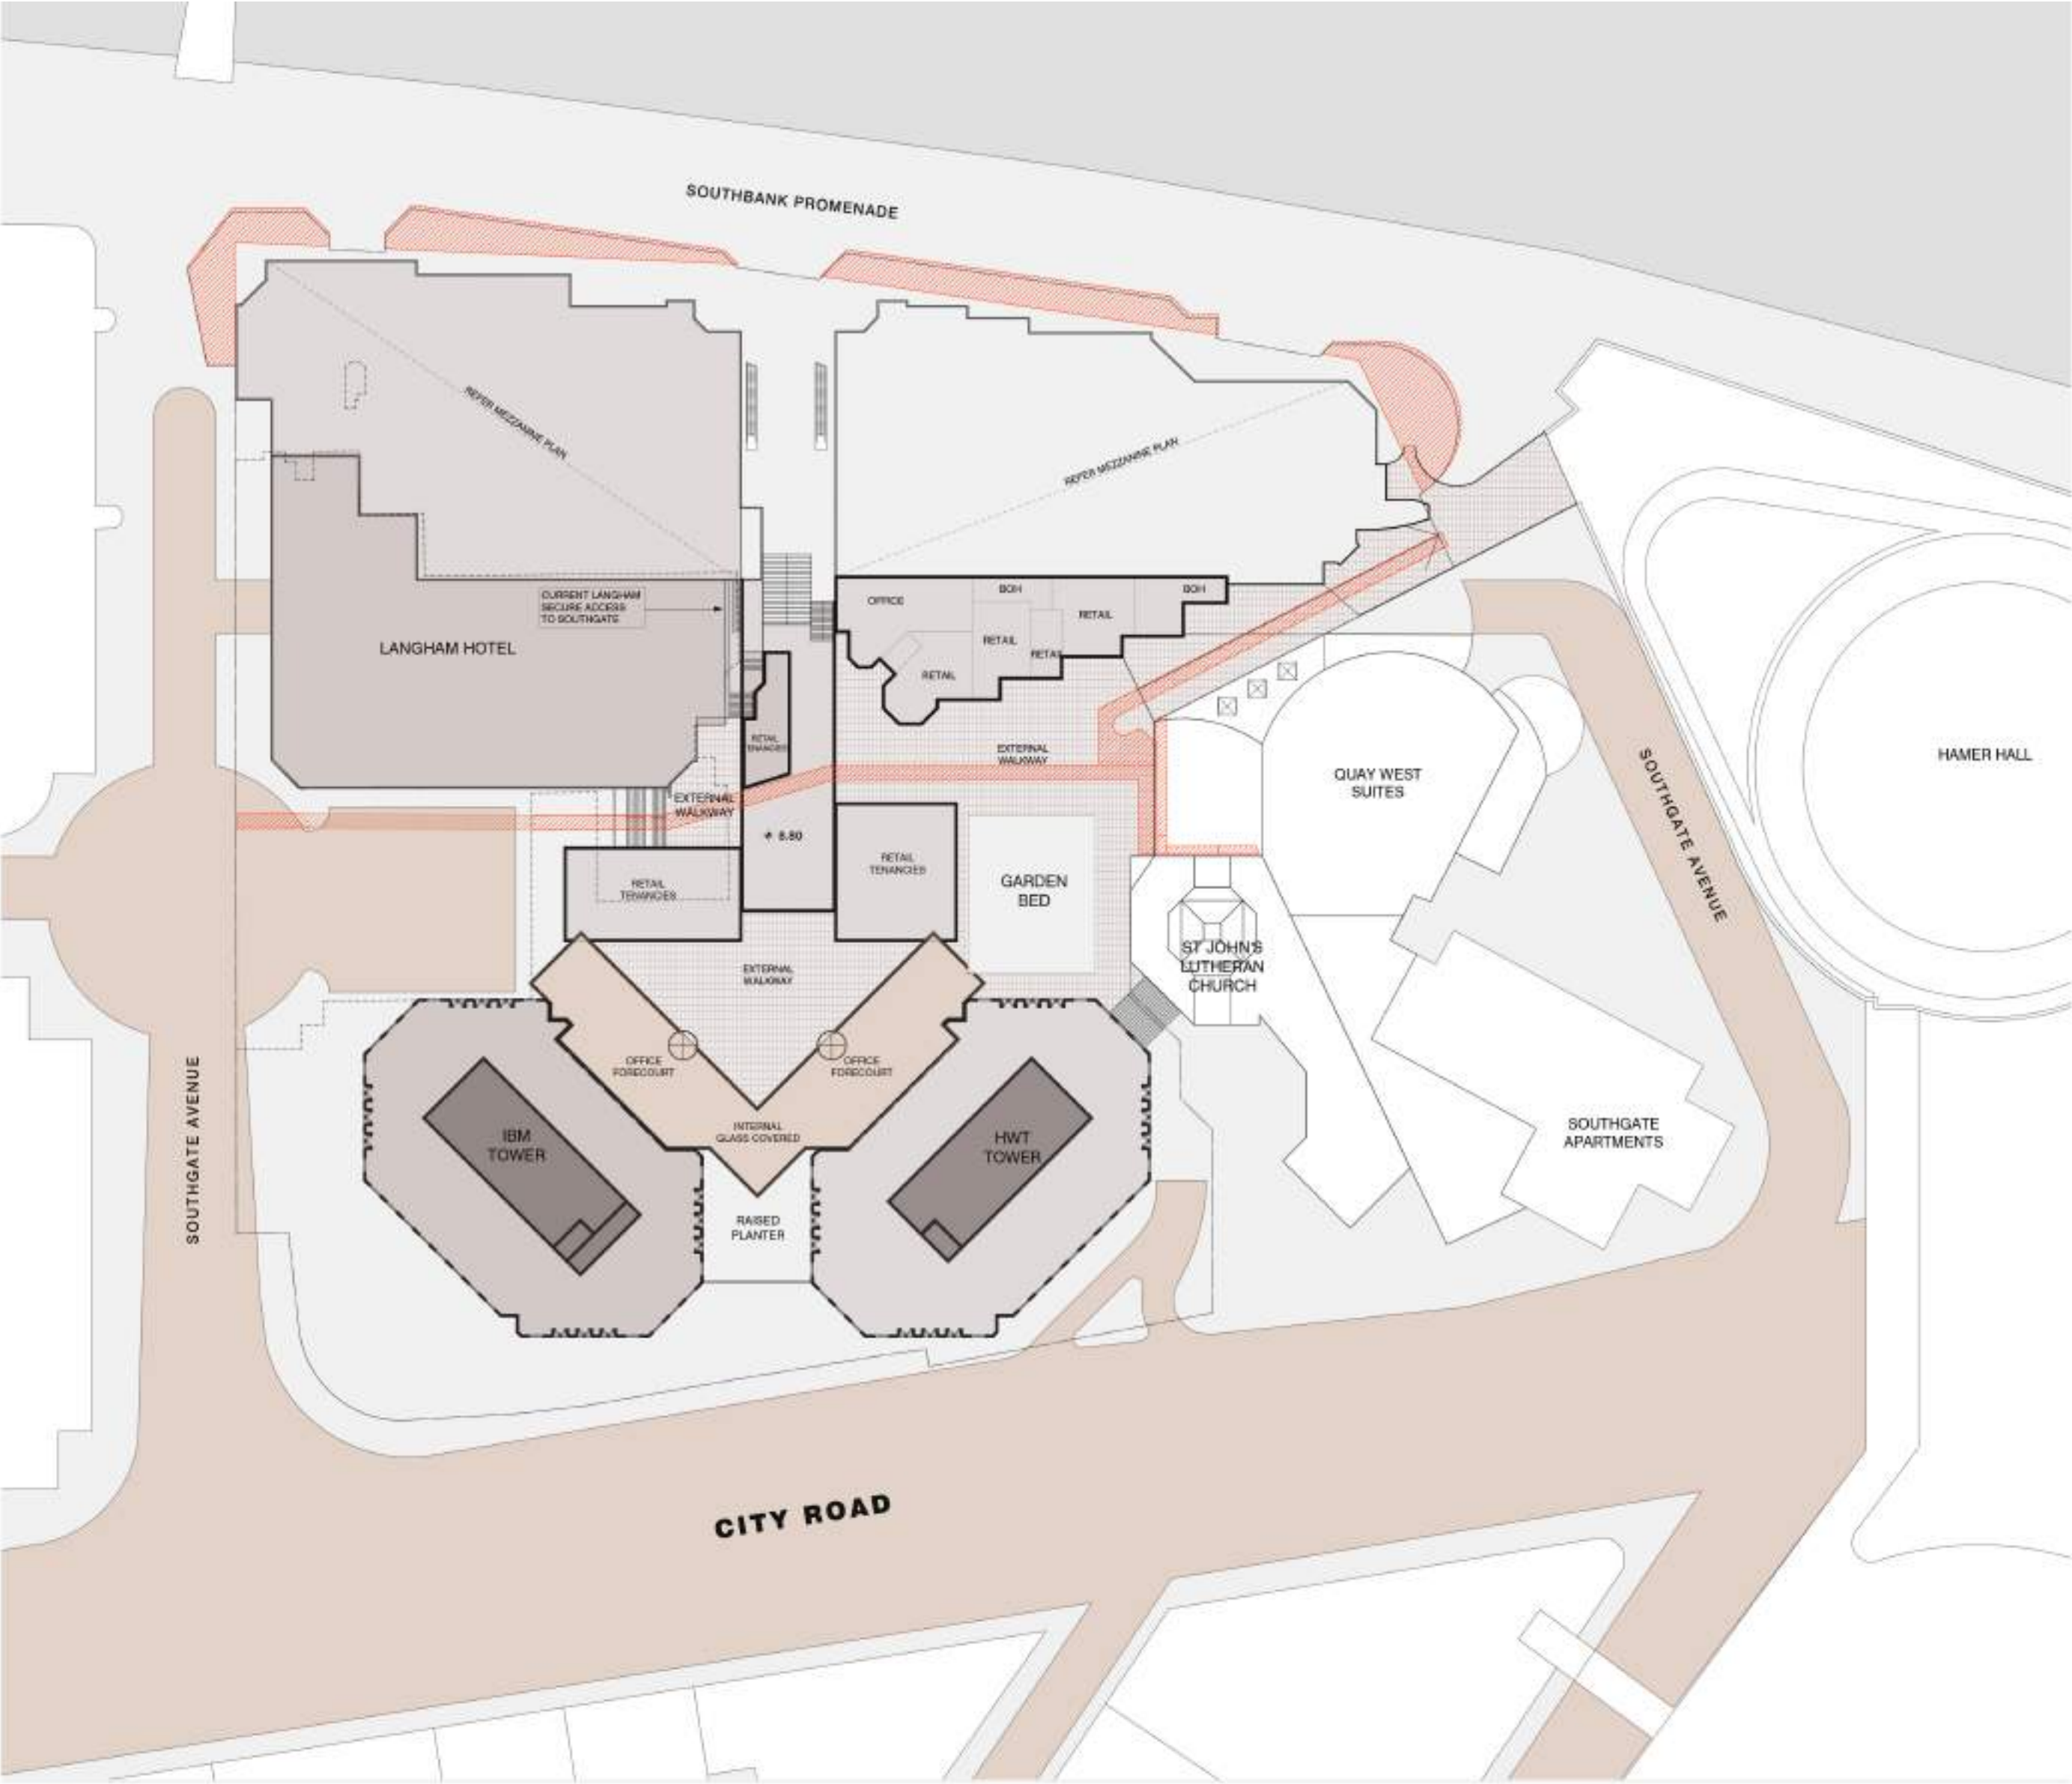 SOUTHBANK PROMENADE
REFER MEZZANINE PLAN
REFER MEZZANINE PLAN
CURRENT LANGHAM
SECURE ACCESS
TO SOUTHGATE
OFFICE
BOH
BOH
RETAIL
RETAIL
RETAIL
RETAIL
LANGHAM HOTEL
RETAIL
TENANCIES
EXTERNAL
WALKWAY
EXTERNAL
WALKWAY
8.80
QUAY WEST
SUITES
HAMER HALL
SOUTHGATE AVENUE
RETAIL
TENANCIES
RETAIL
TENANCIES
GARDEN
BED
ST JOHN'S
LUTHERAN
CHURCH
EXTERNAL
WALKWAY
OFFICE
FORECOURT
OFFICE
FORECOURT
INTERNAL
GLASS COVERED
IBM
TOWER
HWT
TOWER
SOUTHGATE
APARTMENTS
SOUTHGATE AVENUE
RAISED
PLANTER
CITY ROAD